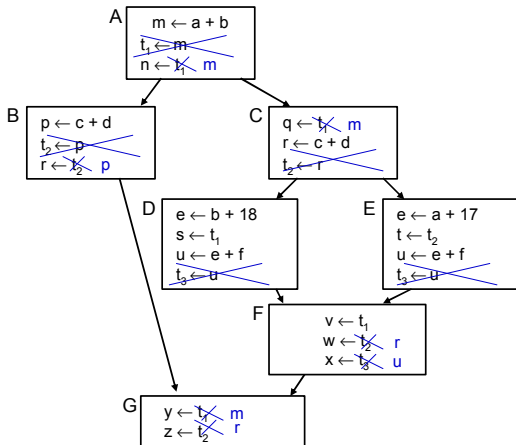 A
m ← a + b
t₁ ← m
n ← t₁ m
B
p ← c + d
t₂ ← p
r ← t₂ p
C
q ← t₁ m
r ← c + d
t₂ ← r
D
e ← b + 18
s ← t₁
u ← e + f
t₃ ← u
E
e ← a + 17
t ← t₂
u ← e + f
t₃ ← u
F
v ← t₁
w ← t₂ r
x ← t₃ u
G
y ← t₁ m
z ← t₂ r